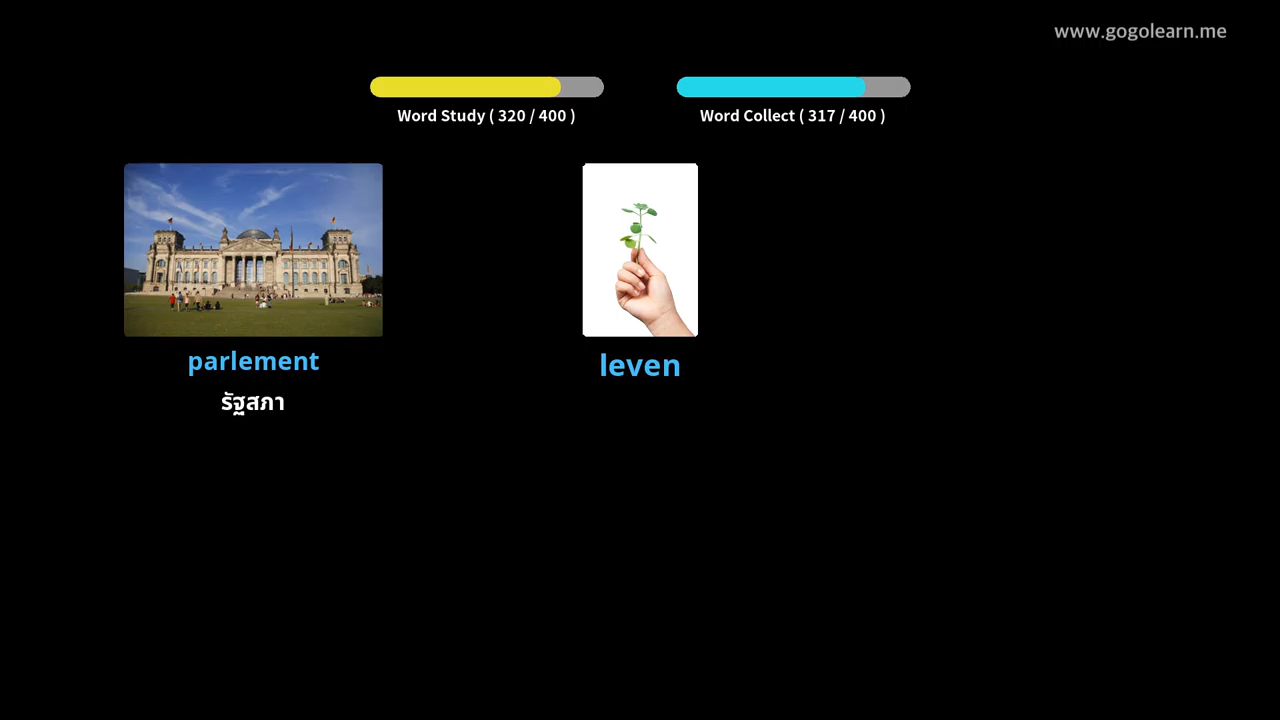 www.gogolearn.me
Word Study ( 320 / 400 )
Word Collect ( 317 / 400 )
parlement
รัฐสภา
leven